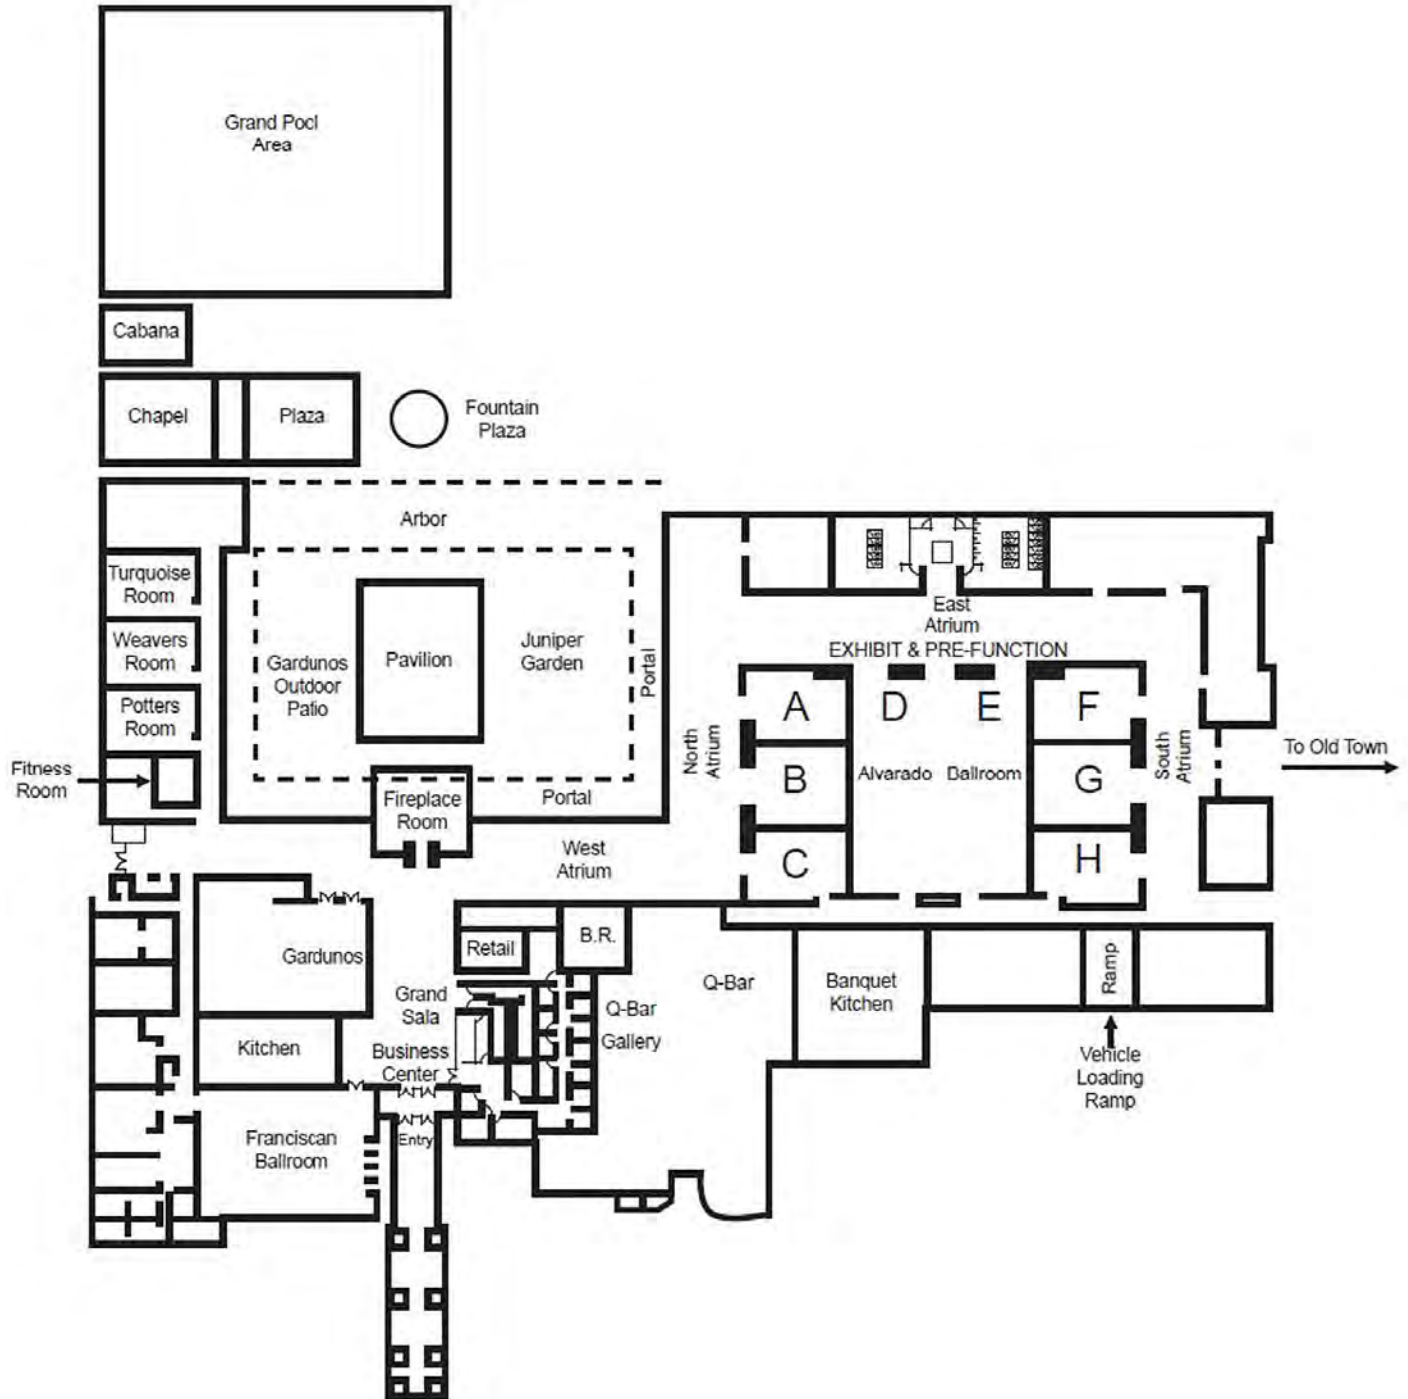 Grand Pocl
Area
Cabana
Chapel
Plaza
Fountain
Plaza
Arbor
Turquoise
Room
Weavers
Room
Potters
Room
Fitness
Room
Gardunos
Outdoor
Patio
Pavilion
Juniper
Garden
Portal
Fireplace
Room
Portal
North
Atrium
West
Atrium
East
Atrium
EXHIBIT & PRE-FUNCTION
A
B
C
D
E
Alvarado Ballroom
F
G
H
South
Atrium
To Old Town
Gardunos
Grand
Sala
Retail
B.R.
Q-Bar
Gallery
Q-Bar
Banquet
Kitchen
Ramp
Vehicle
Loading
Ramp
Kitchen
Business
Center
Franciscan
Ballroom
Entry